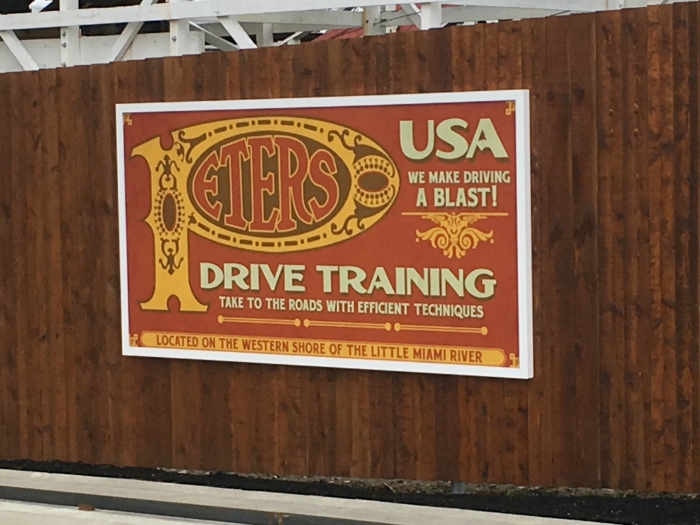 PETERS
USA
WE MAKE DRIVING
A BLAST!
DRIVE TRAINING
TAKE TO THE ROADS WITH EFFICIENT TECHNIQUES
LOCATED ON THE WESTERN SHORE OF THE LITTLE MIAMI RIVER